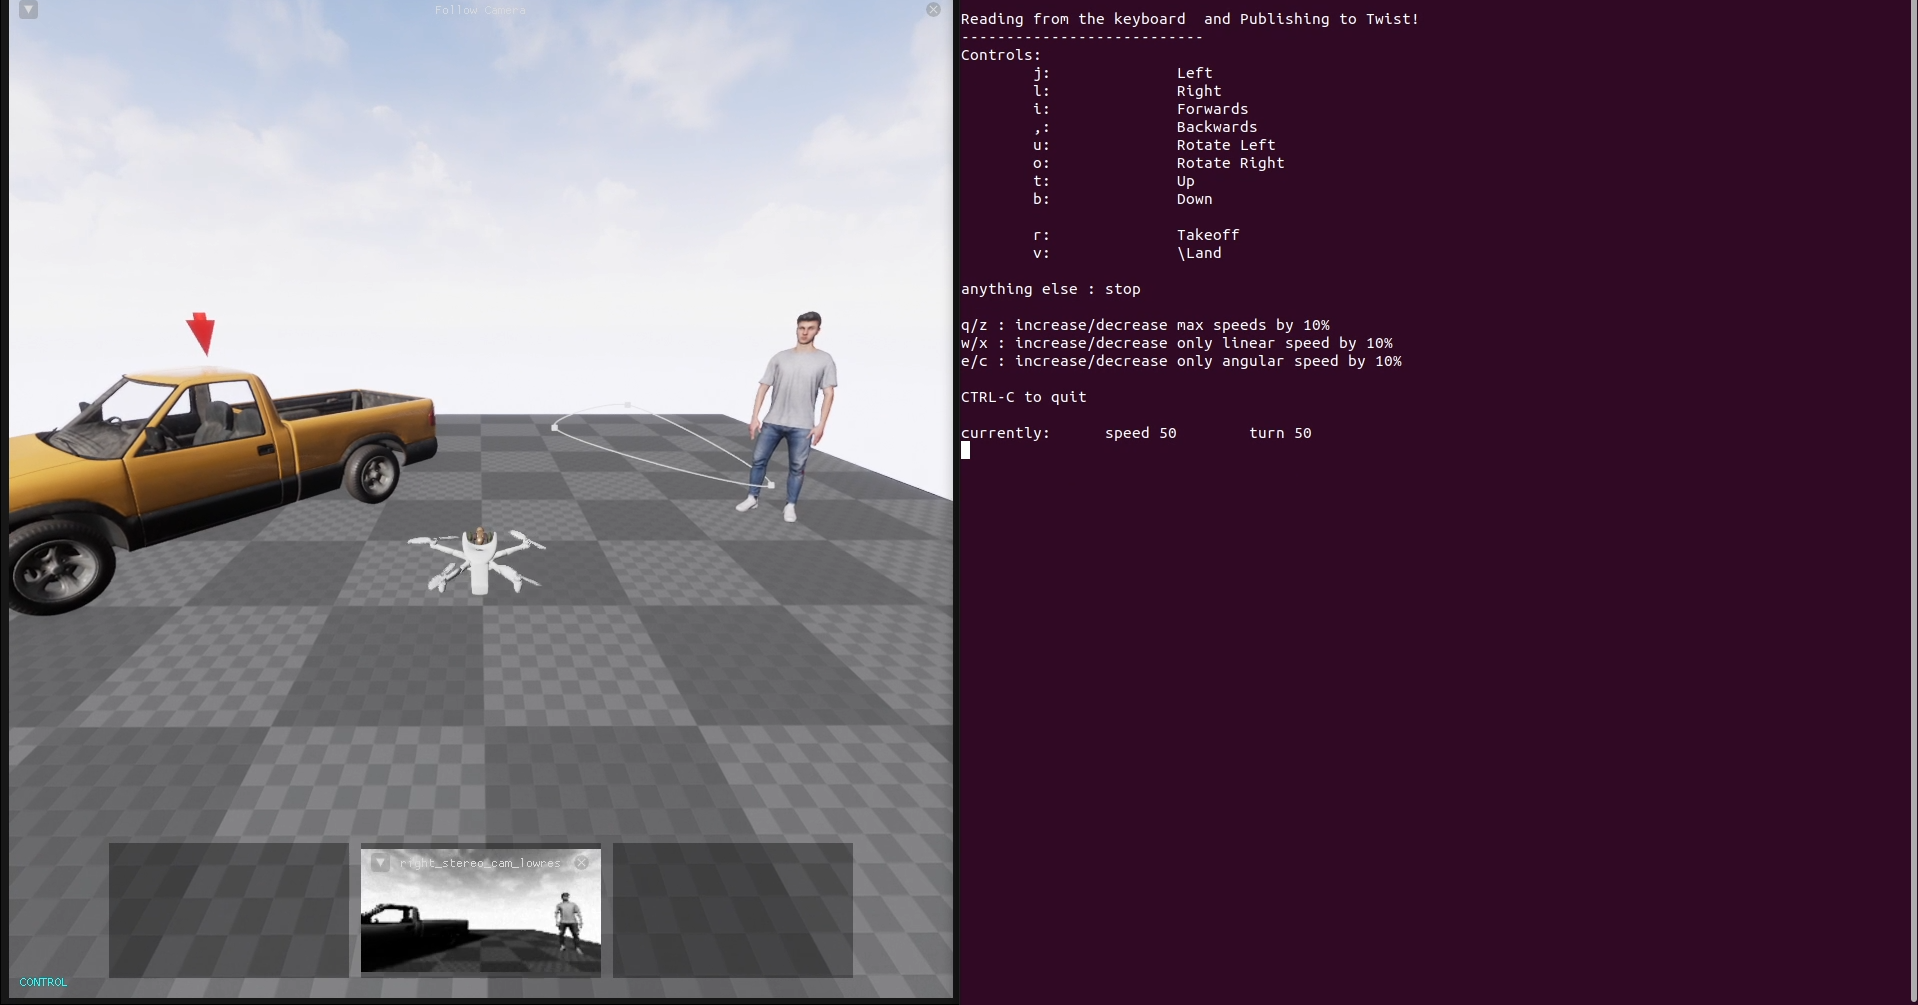 Follow Camera
right_stereo_cam_lowres
CONTROL
Reading from the keyboard  and Publishing to Twist!
---------------------------
Controls:
j: Left
l: Right
i: Forwards
,: Backwards
u: Rotate Left
o: Rotate Right
t: Up
b: Down
r: Takeoff
v: \Land
anything else : stop
q/z : increase/decrease max speeds by 10%
w/x : increase/decrease only linear speed by 10%
e/c : increase/decrease only angular speed by 10%
CTRL-C to quit
currently: speed 50 turn 50